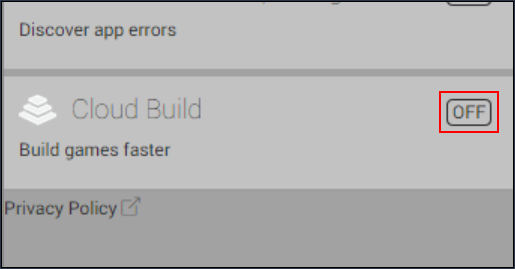 Discover app errors
Cloud Build
OFF
Build games faster
Privacy Policy